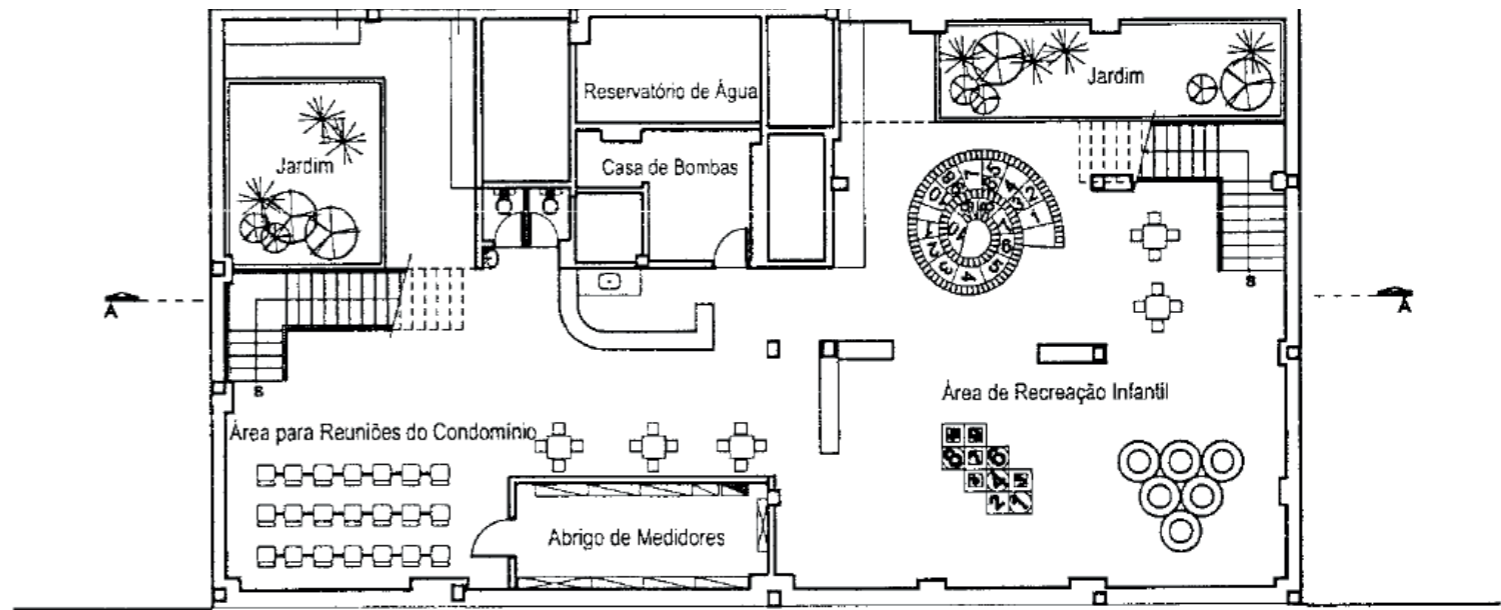 Reservatório de Água
Jardim
Jardim
Casa de Bombas
A
A
s
s
Área de Recreação Infantil
Área para Reuniões do Condomínio
Abrigo de Medidores